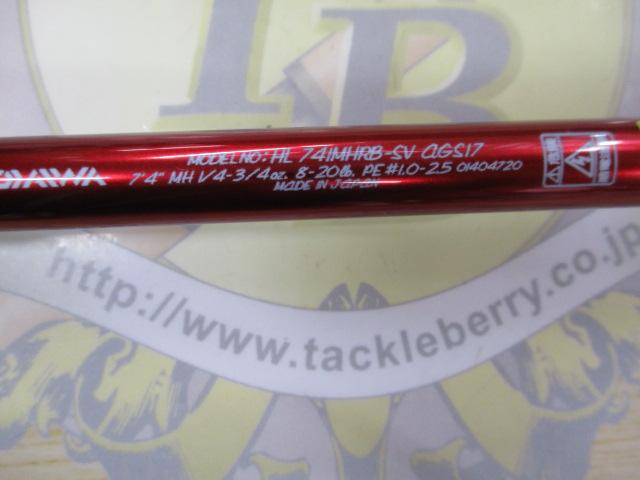 TB
MODEL NO: HL 741MHRB-SV AGS17
DAIWA 7'4" MH 1/4-3/4oz. 8-20lb. PE#1.0-2.5 01404720
MADE IN JAPAN
http://www.tackleberry.co.jp